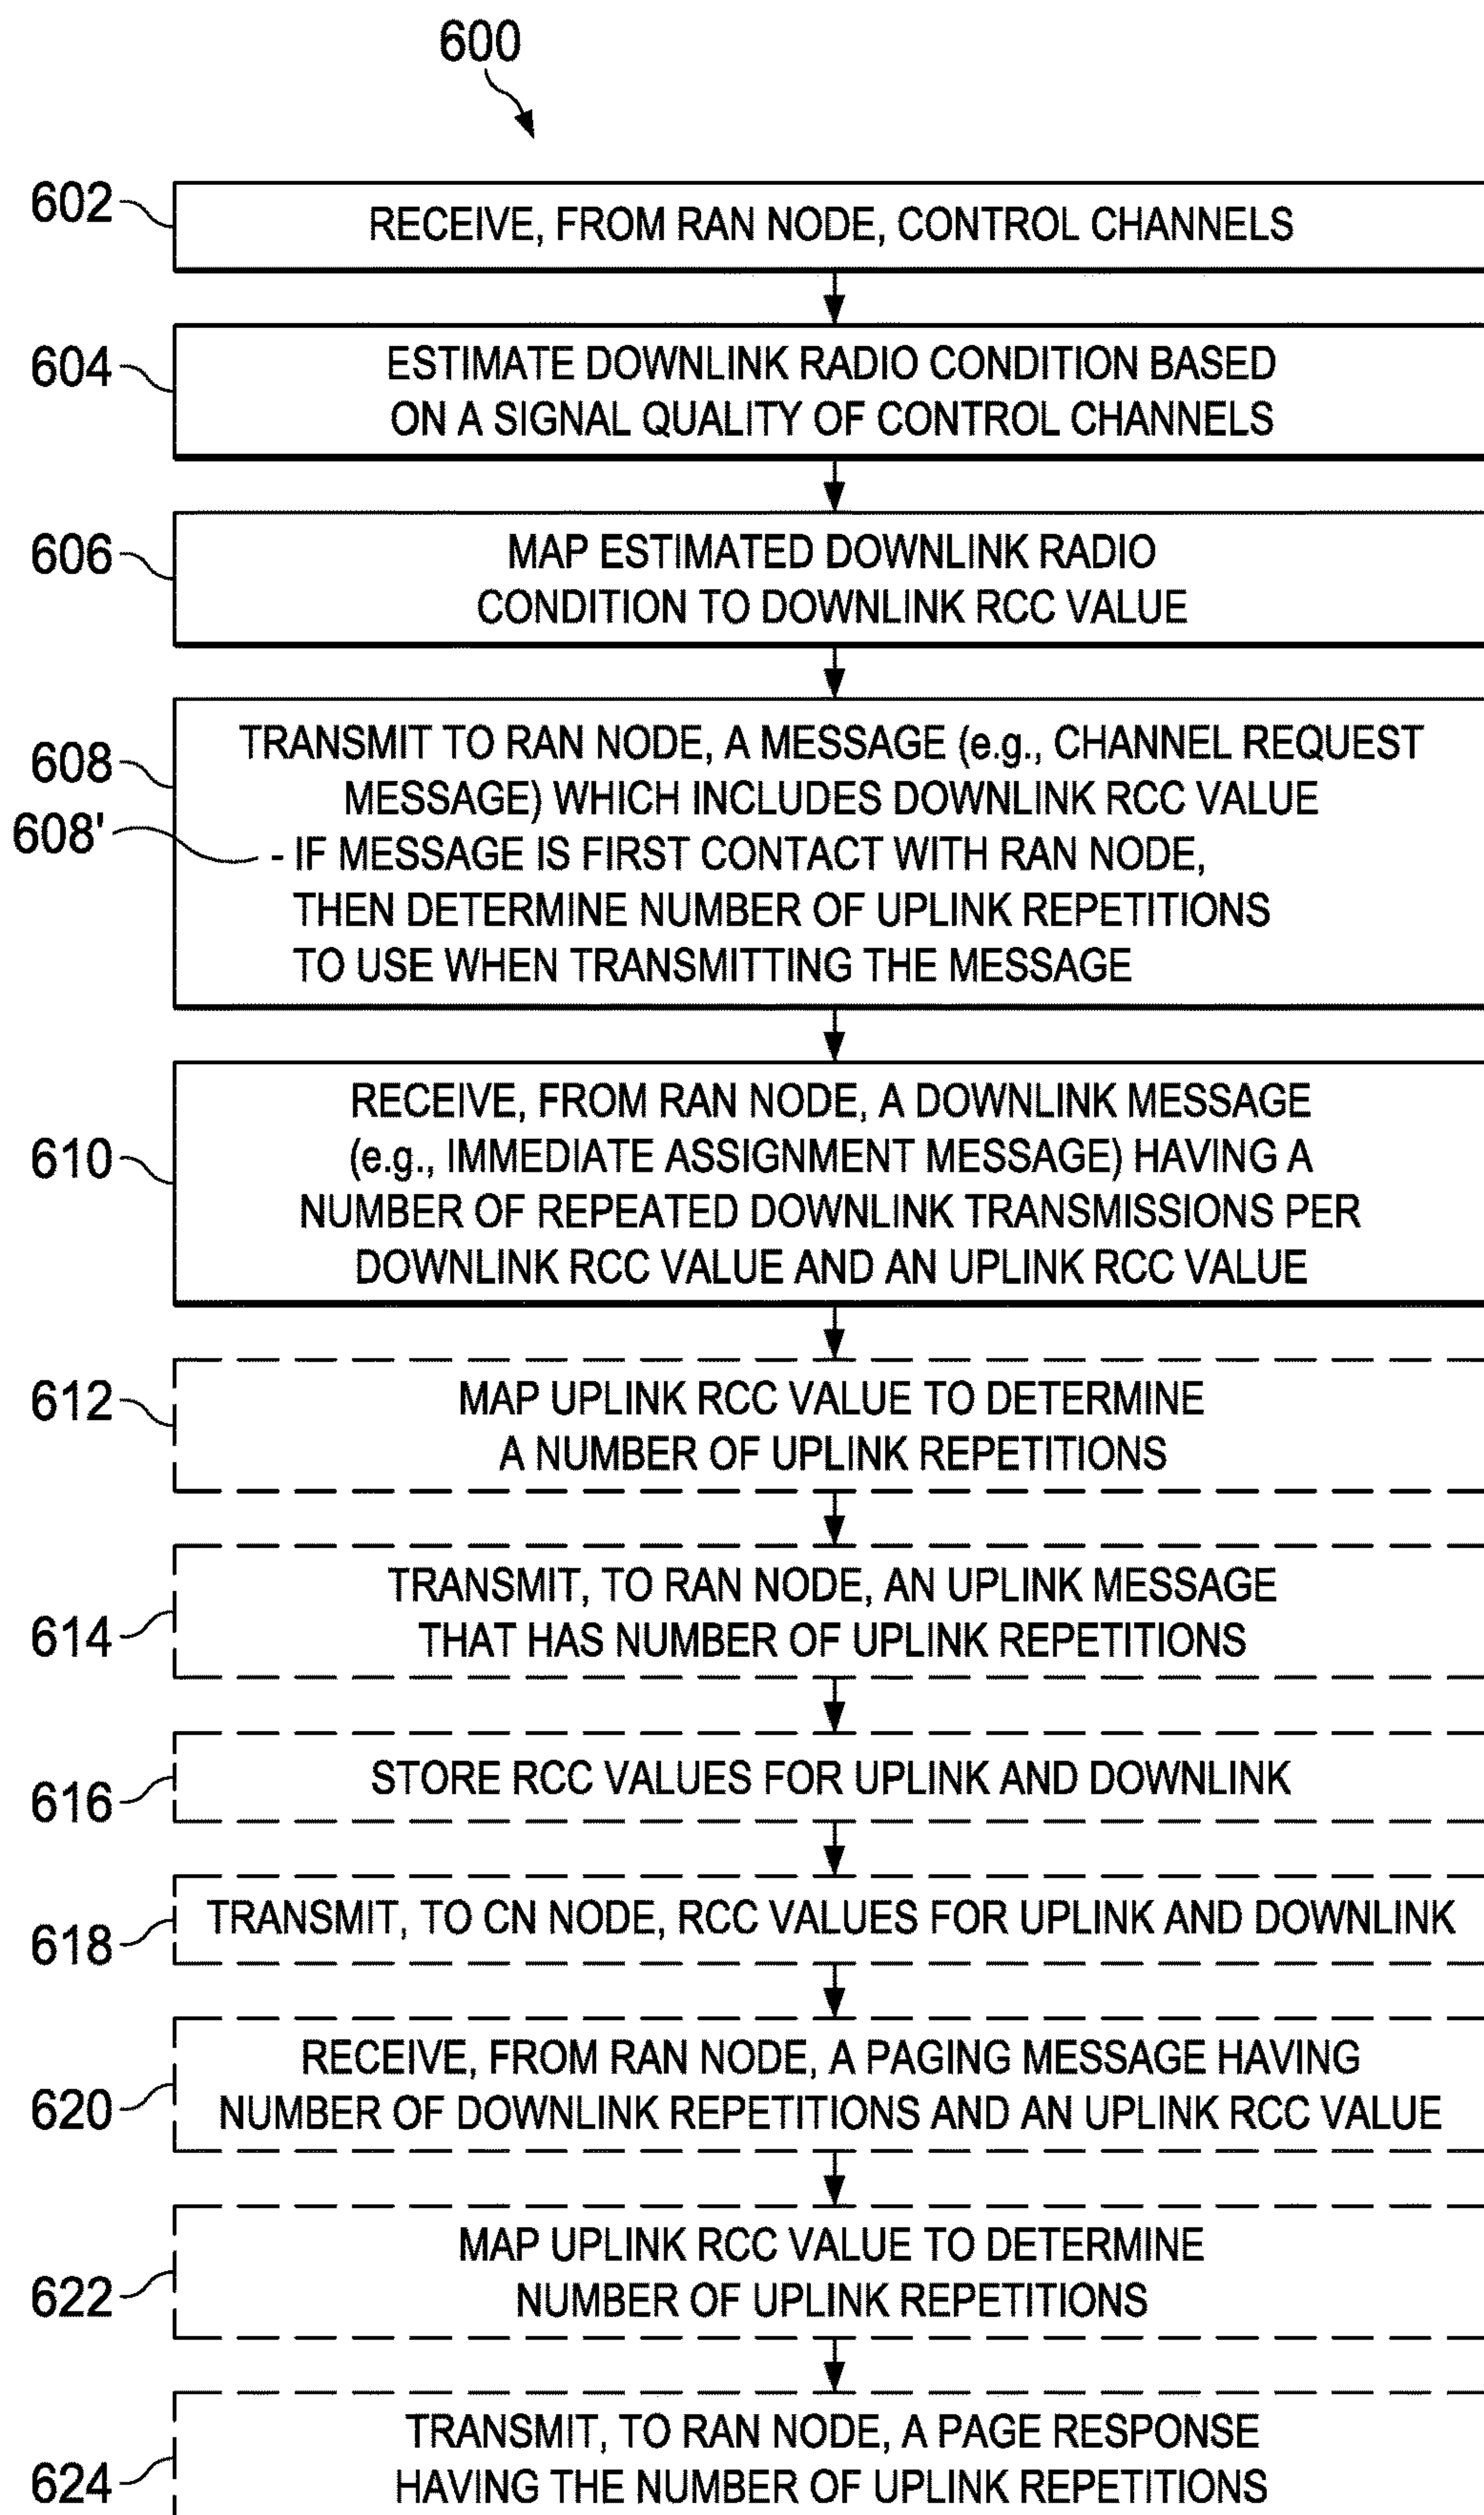 600
602
RECEIVE, FROM RAN NODE, CONTROL CHANNELS
604
ESTIMATE DOWNLINK RADIO CONDITION BASED
ON A SIGNAL QUALITY OF CONTROL CHANNELS
606
MAP ESTIMATED DOWNLINK RADIO
CONDITION TO DOWNLINK RCC VALUE
608
TRANSMIT TO RAN NODE, A MESSAGE (e.g., CHANNEL REQUEST
MESSAGE) WHICH INCLUDES DOWNLINK RCC VALUE
608'
- IF MESSAGE IS FIRST CONTACT WITH RAN NODE,
THEN DETERMINE NUMBER OF UPLINK REPETITIONS
TO USE WHEN TRANSMITTING THE MESSAGE
610
RECEIVE, FROM RAN NODE, A DOWNLINK MESSAGE
(e.g., IMMEDIATE ASSIGNMENT MESSAGE) HAVING A
NUMBER OF REPEATED DOWNLINK TRANSMISSIONS PER
DOWNLINK RCC VALUE AND AN UPLINK RCC VALUE
612
MAP UPLINK RCC VALUE TO DETERMINE
A NUMBER OF UPLINK REPETITIONS
614
TRANSMIT, TO RAN NODE, AN UPLINK MESSAGE
THAT HAS NUMBER OF UPLINK REPETITIONS
616
STORE RCC VALUES FOR UPLINK AND DOWNLINK
618
TRANSMIT, TO CN NODE, RCC VALUES FOR UPLINK AND DOWNLINK
620
RECEIVE, FROM RAN NODE, A PAGING MESSAGE HAVING
NUMBER OF DOWNLINK REPETITIONS AND AN UPLINK RCC VALUE
622
MAP UPLINK RCC VALUE TO DETERMINE
NUMBER OF UPLINK REPETITIONS
624
TRANSMIT, TO RAN NODE, A PAGE RESPONSE
HAVING THE NUMBER OF UPLINK REPETITIONS